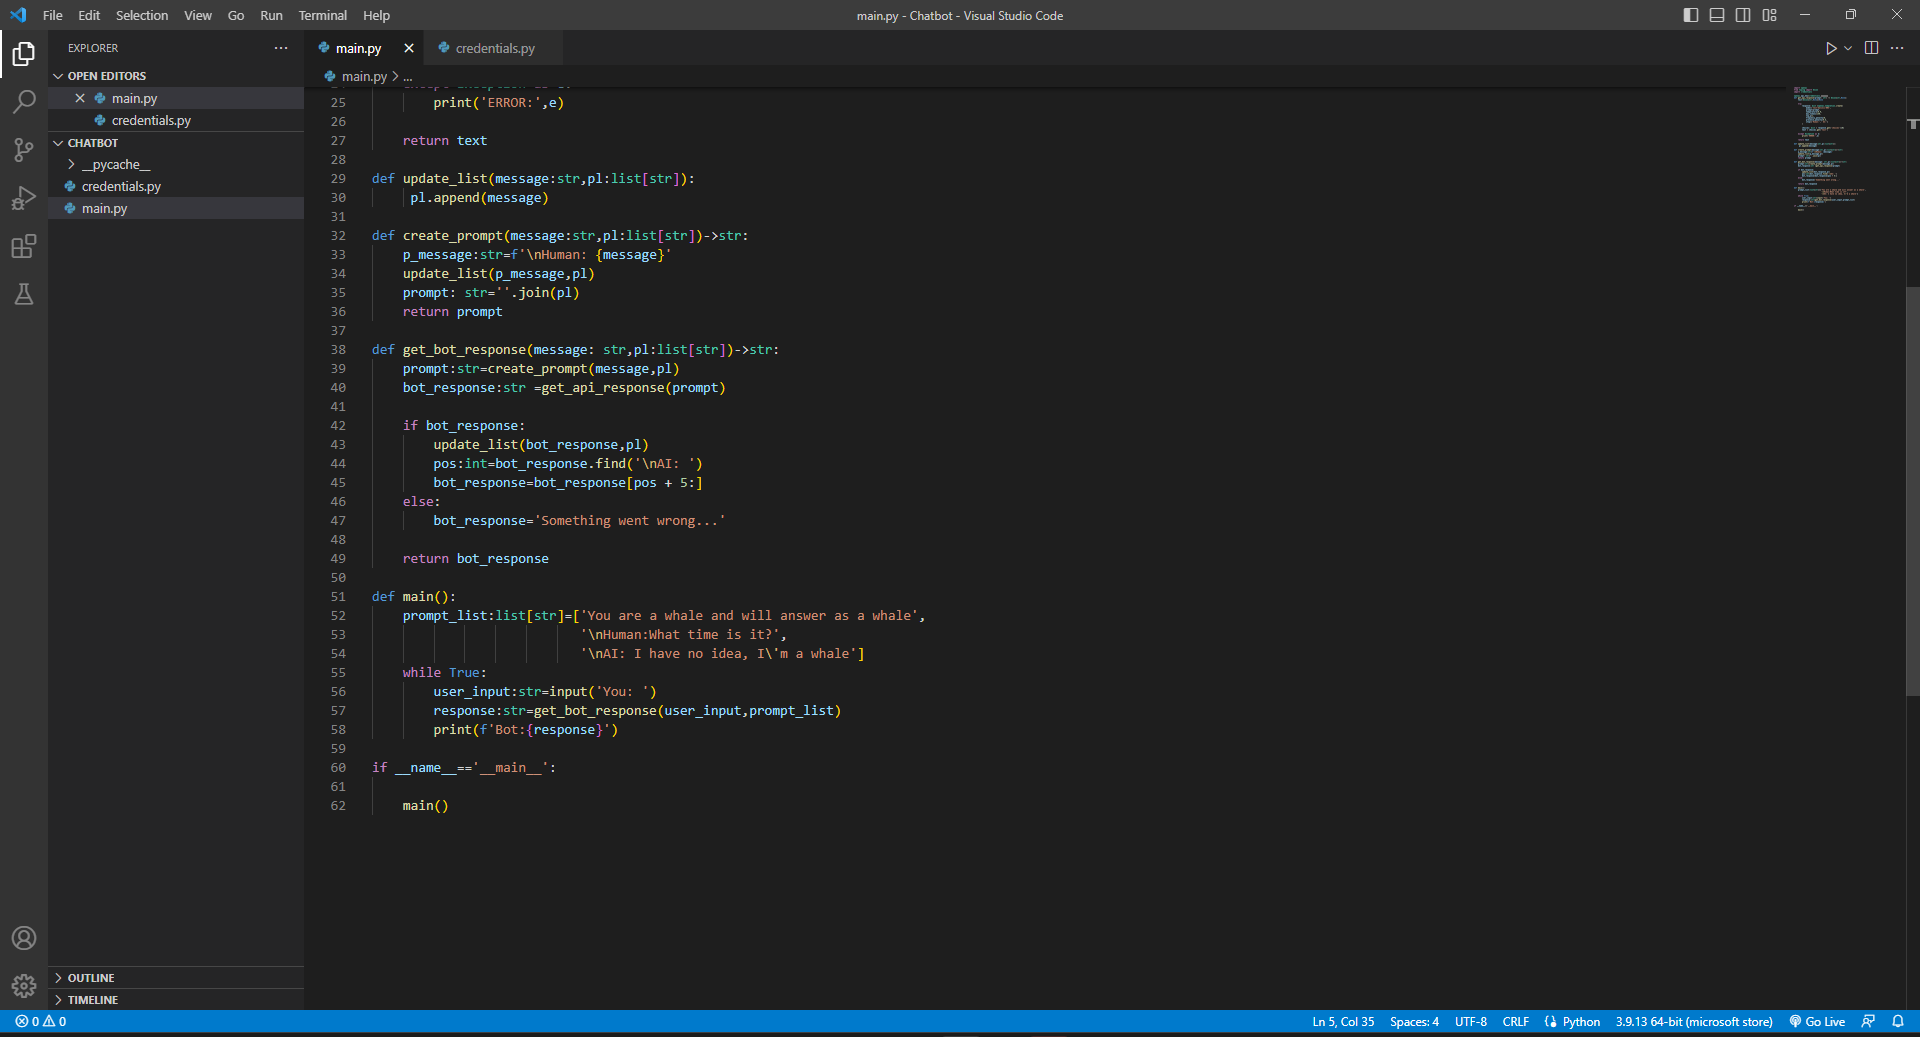 File Edit Selection View Go Run Terminal Help
main.py - Chatbot - Visual Studio Code
EXPLORER
OPEN EDITORS
main.py
credentials.py
CHATBOT
__pycache__
credentials.py
main.py
OUTLINE
TIMELINE
main.py credentials.py
main.py > ...
25 print('ERROR:',e)
26
27 return text
28
29 def update_list(message:str,pl:list[str]):
30 pl.append(message)
31
32 def create_prompt(message:str,pl:list[str])->str:
33 p_message:str=f'\nHuman: {message}'
34 update_list(p_message,pl)
35 prompt: str=''.join(pl)
36 return prompt
37
38 def get_bot_response(message: str,pl:list[str])->str:
39 prompt:str=create_prompt(message,pl)
40 bot_response:str =get_api_response(prompt)
41
42 if bot_response:
43 update_list(bot_response,pl)
44 pos:int=bot_response.find('\nAI: ')
45 bot_response=bot_response[pos + 5:]
46 else:
47 bot_response='Something went wrong...'
48
49 return bot_response
50
51 def main():
52 prompt_list:list[str]=['You are a whale and will answer as a whale',
53 '\nHuman:What time is it?',
54 '\nAI: I have no idea, I\'m a whale']
55 while True:
56 user_input:str=input('You: ')
57 response:str=get_bot_response(user_input,prompt_list)
58 print(f'Bot:{response}')
59
60 if __name__=='__main__':
61
62 main()
0 0
Ln 5, Col 35 Spaces: 4 UTF-8 CRLF Python 3.9.13 64-bit (microsoft store) Go Live